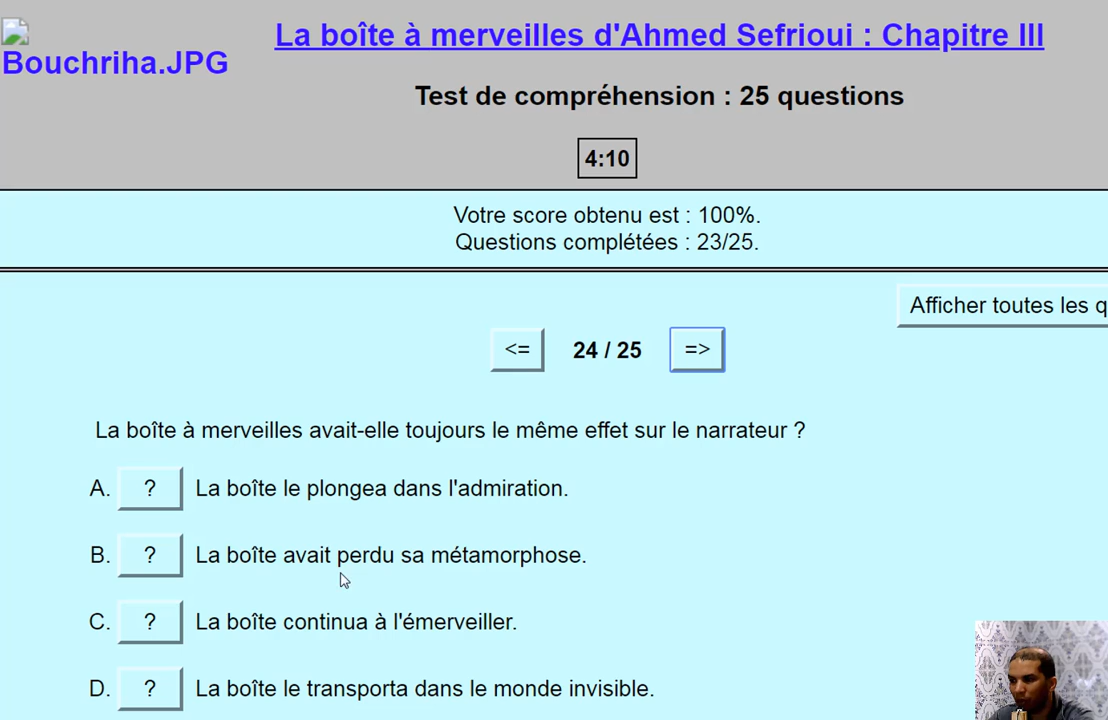 La boîte à merveilles d'Ahmed Sefrioui : Chapitre III
Bouchriha.JPG
Test de compréhension : 25 questions
4:10
Votre score obtenu est : 100%.
Questions complétées : 23/25.
Afficher toutes les q
<= 24 / 25 =>
La boîte à merveilles avait-elle toujours le même effet sur le narrateur ?
A. ? La boîte le plongea dans l'admiration.
B. ? La boîte avait perdu sa métamorphose.
C. ? La boîte continua à l'émerveiller.
D. ? La boîte le transporta dans le monde invisible.